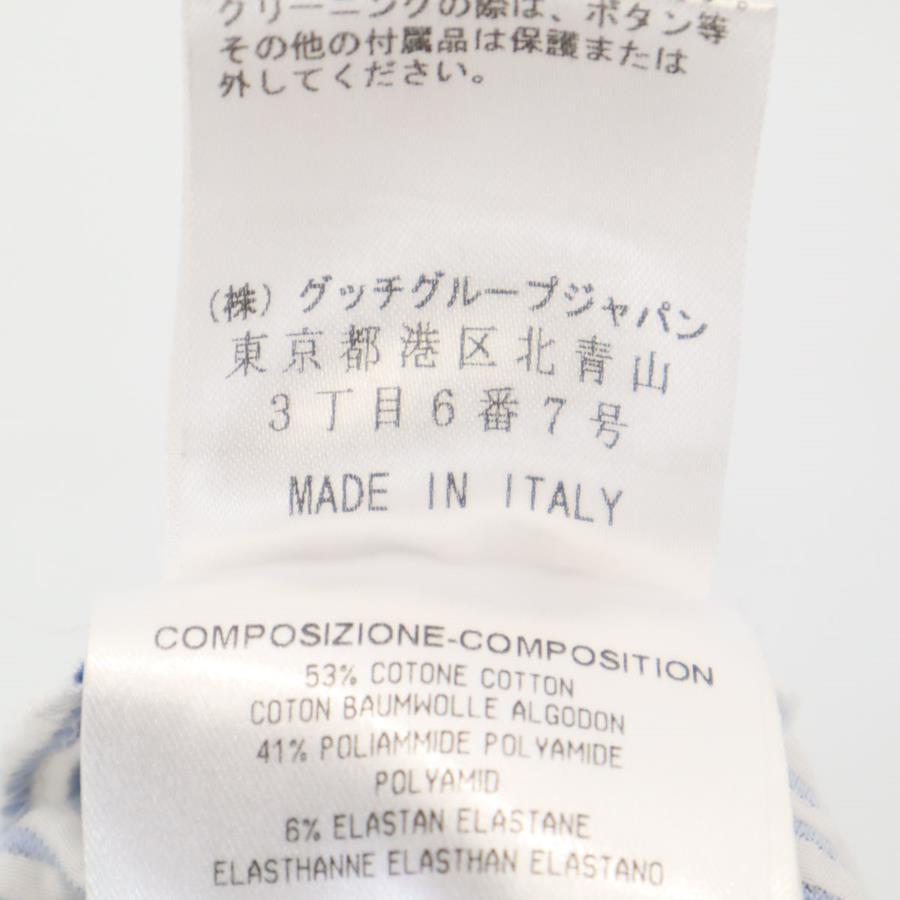 クリーニングの際は、ボタン等
その他の付属品は保護または
外してください。
(株) グッチグループジャパン
東京都港区北青山
3丁目6番7号
MADE IN ITALY
COMPOSIZIONE-COMPOSITION
53% COTONE COTTON
COTON BAUMWOLLE ALGODON
41% POLIAMMIDE POLYAMIDE
POLYAMID
6% ELASTAN ELASTANE
ELASTHANNE ELASTHAN ELASTANO